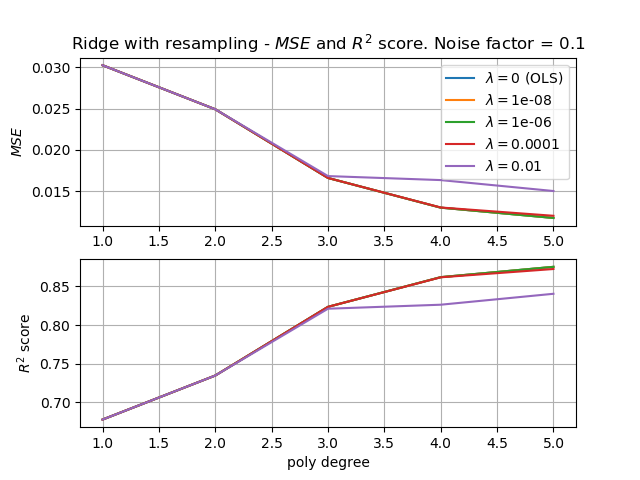 Ridge with resampling - MSE and R² score. Noise factor = 0.1
0.030
0.025
0.020
0.015
MSE
λ = 0 (OLS)
λ = 1e-08
λ = 1e-06
λ = 0.0001
λ = 0.01
1.0 1.5 2.0 2.5 3.0 3.5 4.0 4.5 5.0
0.85
0.80
0.75
0.70
R² score
1.0 1.5 2.0 2.5 3.0 3.5 4.0 4.5 5.0
poly degree